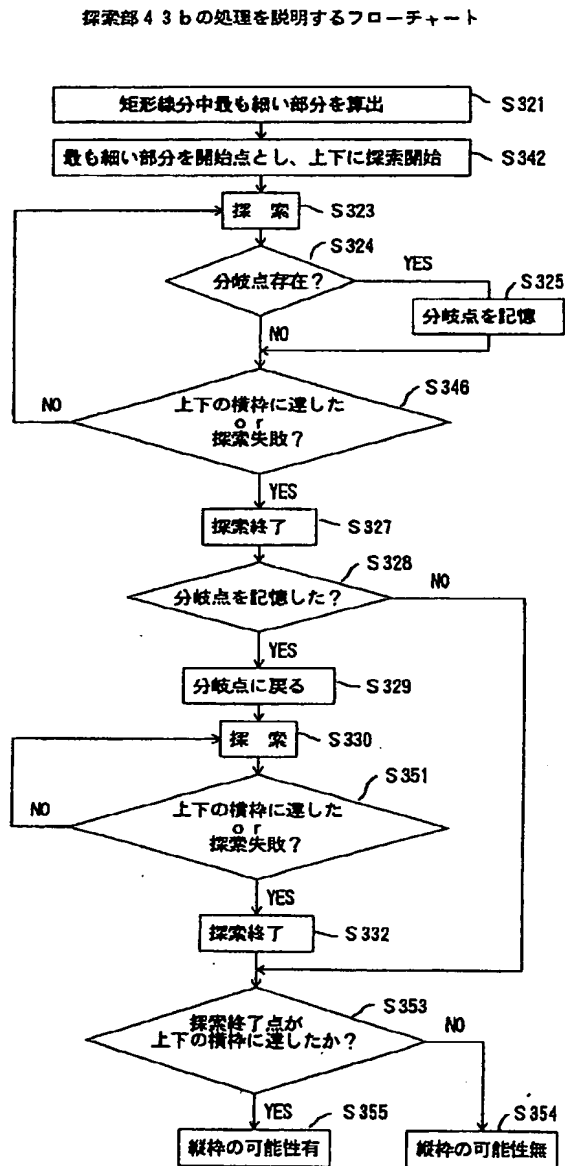 探索部43bの処理を説明するフローチャート
矩形線分中最も細い部分を算出
S321
最も細い部分を開始点とし、上下に探索開始
S342
探 索
S323
S324
分岐点存在?
YES
S325
分岐点を記憶
NO
S346
上下の横枠に達した
or
探索失敗?
NO
YES
探索終了
S327
S328
分岐点を記憶した?
NO
YES
分岐点に戻る
S329
探 索
S330
S351
上下の横枠に達した
or
探索失敗?
NO
YES
探索終了
S332
S353
探索終了点が
上下の横枠に達したか?
NO
YES
S355
S354
縦枠の可能性有
縦枠の可能性無